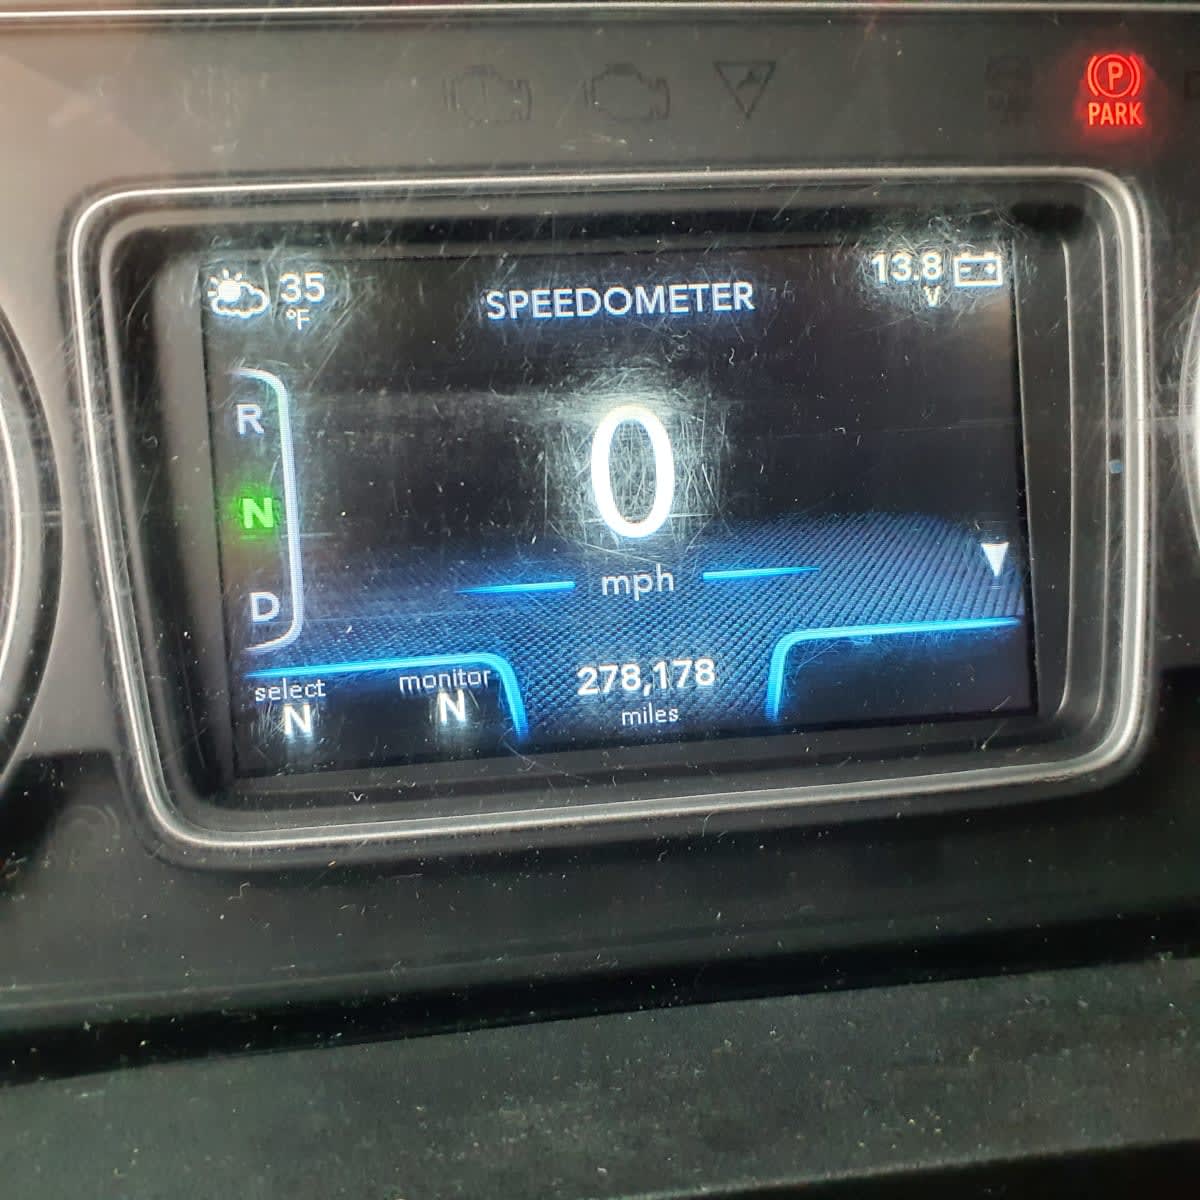 P
PARK
35
°F
SPEEDOMETER
13.8
V
R
N
D
0
mph
select
N
monitor
N
278,178
miles